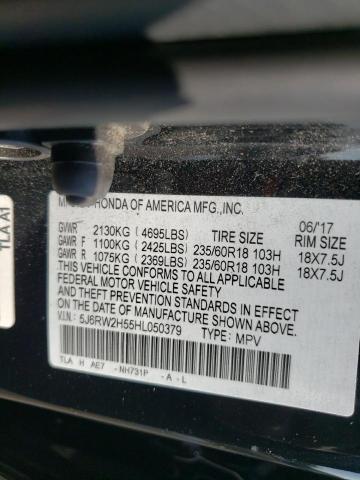 HONDA OF AMERICA MFG.,INC.
06/17
GVWR 2130KG (4695LBS) TIRE SIZE RIM SIZE
GAWR F 1100KG (2425LBS) 235/60R18 103H 18X7.5J
GAWR R 1075KG (2369LBS) 235/60R18 103H 18X7.5J
THIS VEHICLE CONFORMS TO ALL APPLICABLE
FEDERAL MOTOR VEHICLE SAFETY
STANDARDS IN EFFECT ON THE DATE OF
MANUFACTURE SHOWN ABOVE.
V.I.N.: 5J6RW2H55HL050379 TYPE: MPV
TLA H AE7 - NH731P - A - L
TLA A1